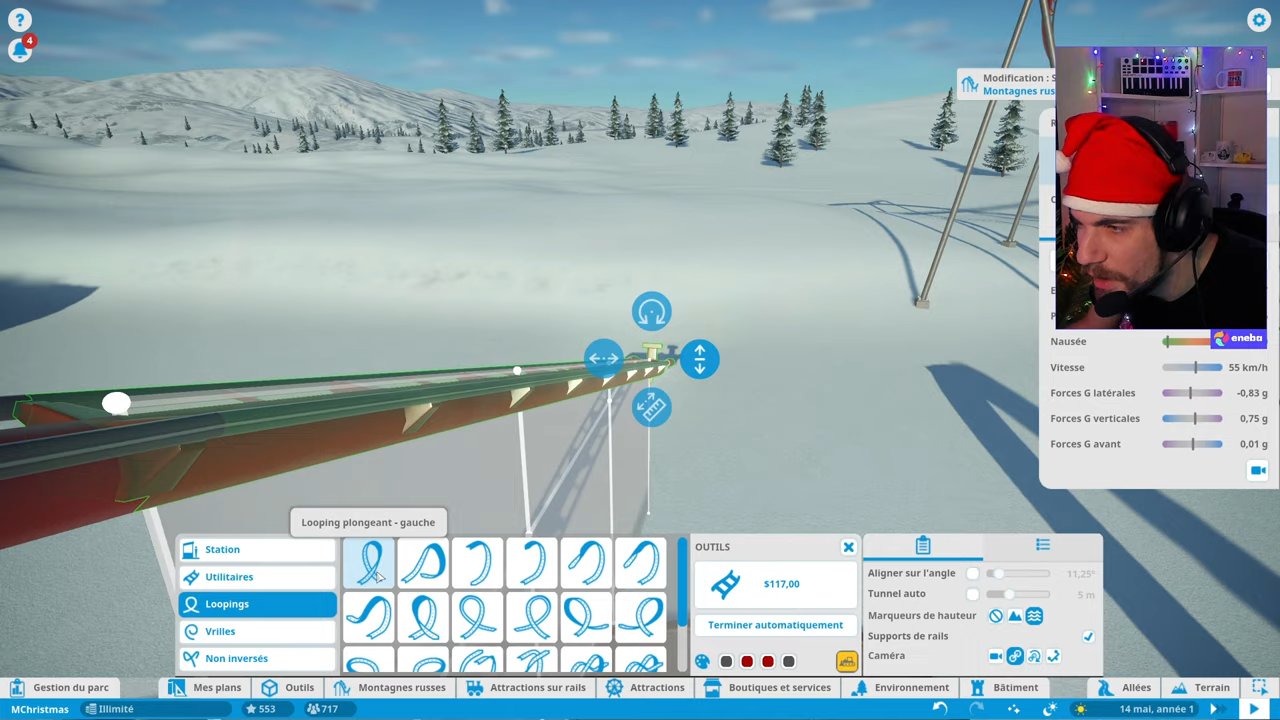 ?
4
Modification : S
Montagnes rus
eneba
Nausée
Vitesse 55 km/h
Forces G latérales -0,83 g
Forces G verticales 0,75 g
Forces G avant 0,01 g
Looping plongeant - gauche
Station
Utilitaires
Loopings
Vrilles
Non inversés
OUTILS
$117,00
Terminer automatiquement
Aligner sur l'angle 11,25°
Tunnel auto 5 m
Marqueurs de hauteur
Supports de rails
Caméra
Gestion du parc
Mes plans
Outils
Montagnes russes
Attractions sur rails
Attractions
Boutiques et services
Environnement
Bâtiment
Allées
Terrain
MChristmas
Illimité
553
717
14 mai, année 1